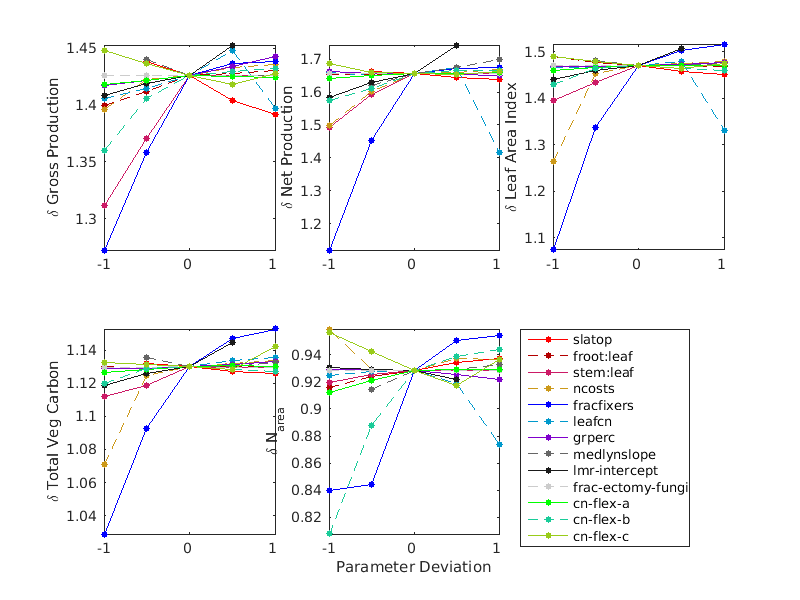 1.45
1.4
1.35
1.3
δ Gross Production
-1
0
1
1.7
1.6
1.5
1.4
1.3
1.2
δ Net Production
-1
0
1
1.5
1.4
1.3
1.2
1.1
δ Leaf Area Index
-1
0
1
1.14
1.12
1.1
1.08
1.06
1.04
δ Total Veg Carbon
-1
0
1
0.94
0.92
0.9
0.88
0.86
0.84
0.82
δ Narea
-1
0
1
Parameter Deviation
slatop
froot:leaf
stem:leaf
ncosts
fracfixers
leafcn
grperc
medlynslope
lmr-intercept
frac-ectomy-fungi
cn-flex-a
cn-flex-b
cn-flex-c